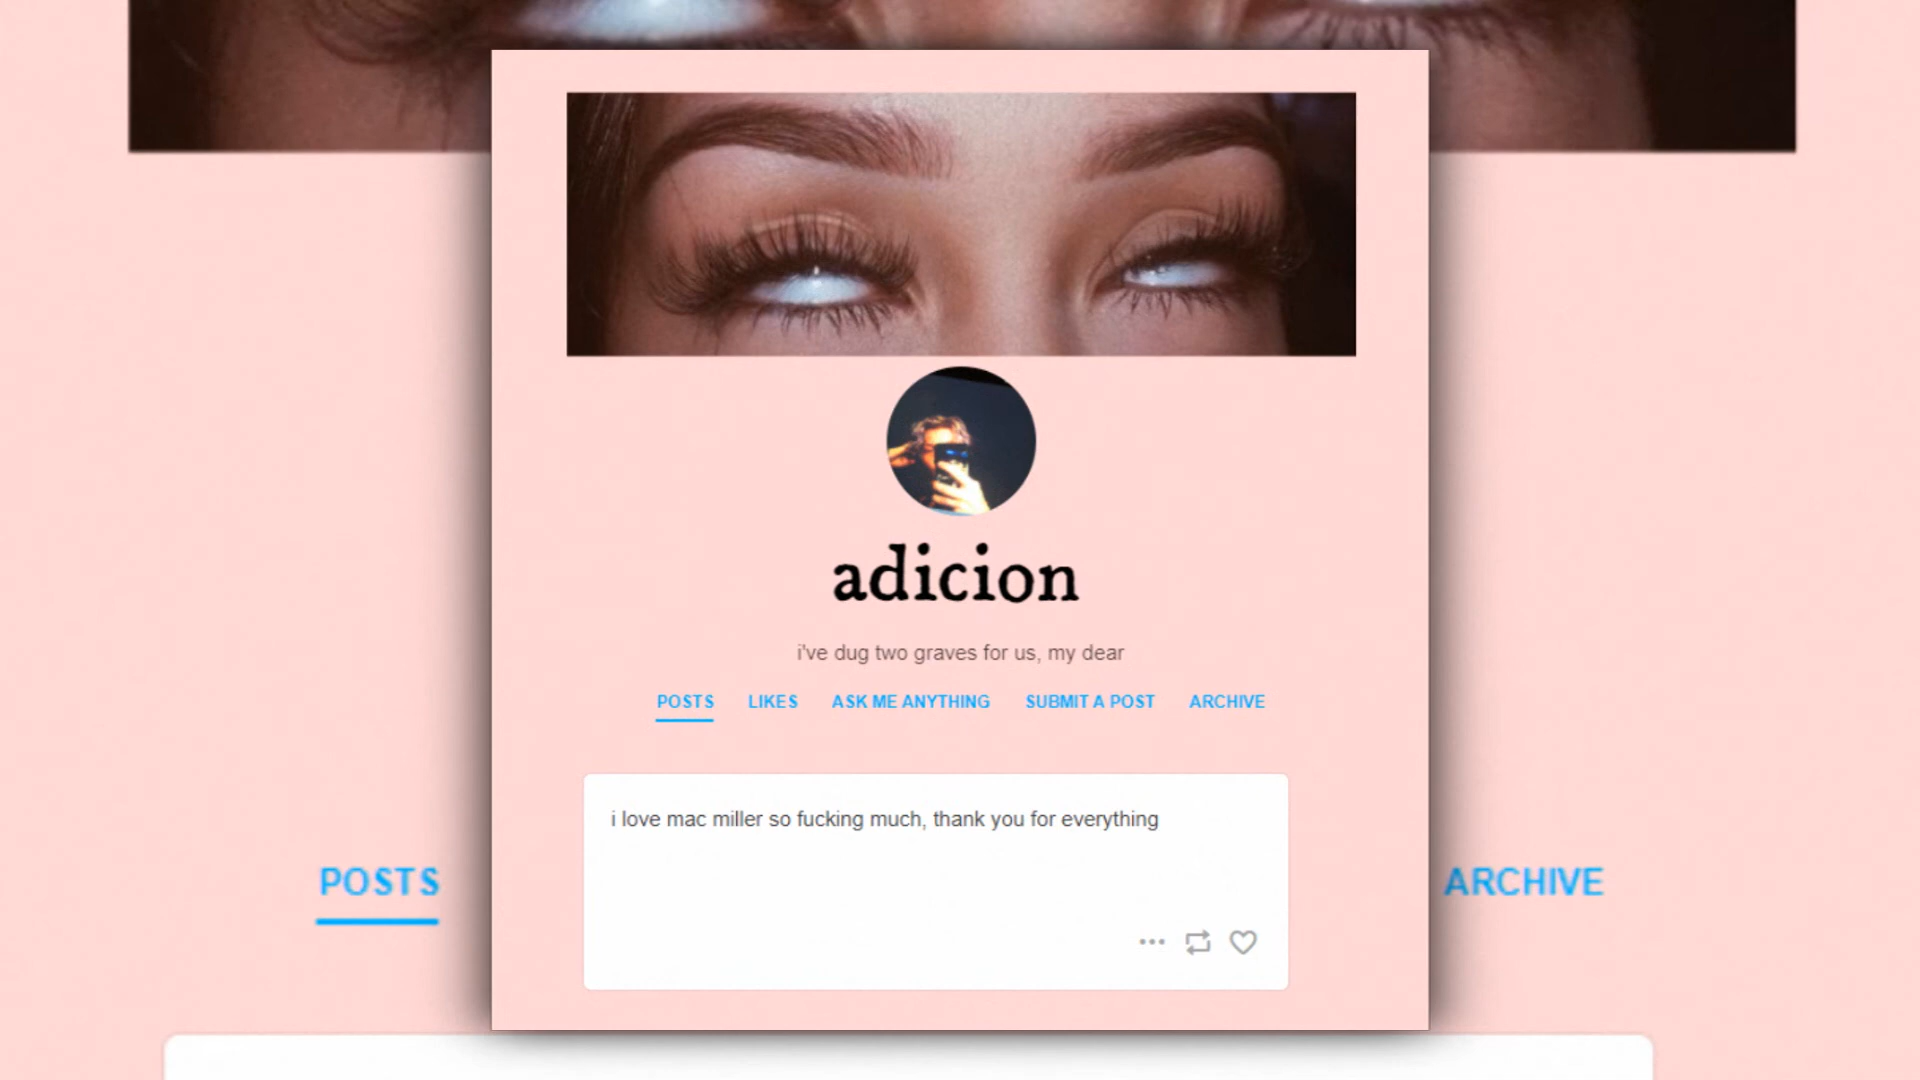 adicion
i've dug two graves for us, my dear
POSTS LIKES ASK ME ANYTHING SUBMIT A POST ARCHIVE
i love mac miller so fucking much, thank you for everything
POSTS
ARCHIVE